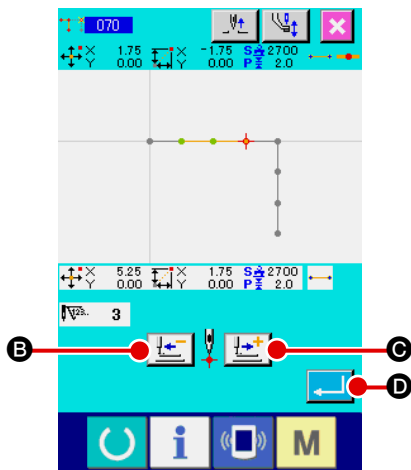 070
X 1.75 X -1.75 S 2700
Y 0.00 Y 0.00 P 2.0
X 5.25 X 1.75 S 2700
Y 0.00 Y 0.00 P 2.0
N123.. 3
B - + C
D
i M